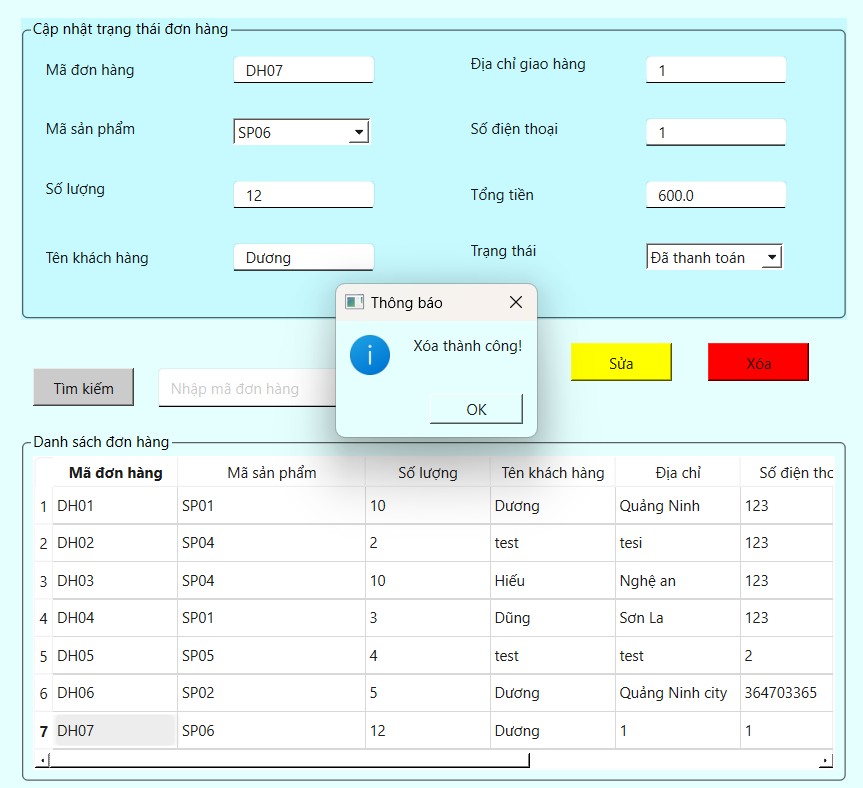 Cập nhật trạng thái đơn hàng
Mã đơn hàng DH07 Địa chỉ giao hàng 1
Mã sản phẩm SP06 Số điện thoại 1
Số lượng 12 Tổng tiền 600.0
Tên khách hàng Dương Trạng thái Đã thanh toán
Thông báo
Xóa thành công!
OK
Sửa Xóa
Tìm kiếm Nhập mã đơn hàng
Danh sách đơn hàng
Mã đơn hàng Mã sản phẩm Số lượng Tên khách hàng Địa chỉ Số điện
1 DH01 SP01 10 Dương Quảng Ninh 123
2 DH02 SP04 2 test tesi 123
3 DH03 SP04 10 Hiếu Nghệ an 123
4 DH04 SP01 3 Dũng Sơn La 123
5 DH05 SP05 4 test test 2
6 DH06 SP02 5 Dương Quảng Ninh city 364703365
7 DH07 SP06 12 Dương 1 1